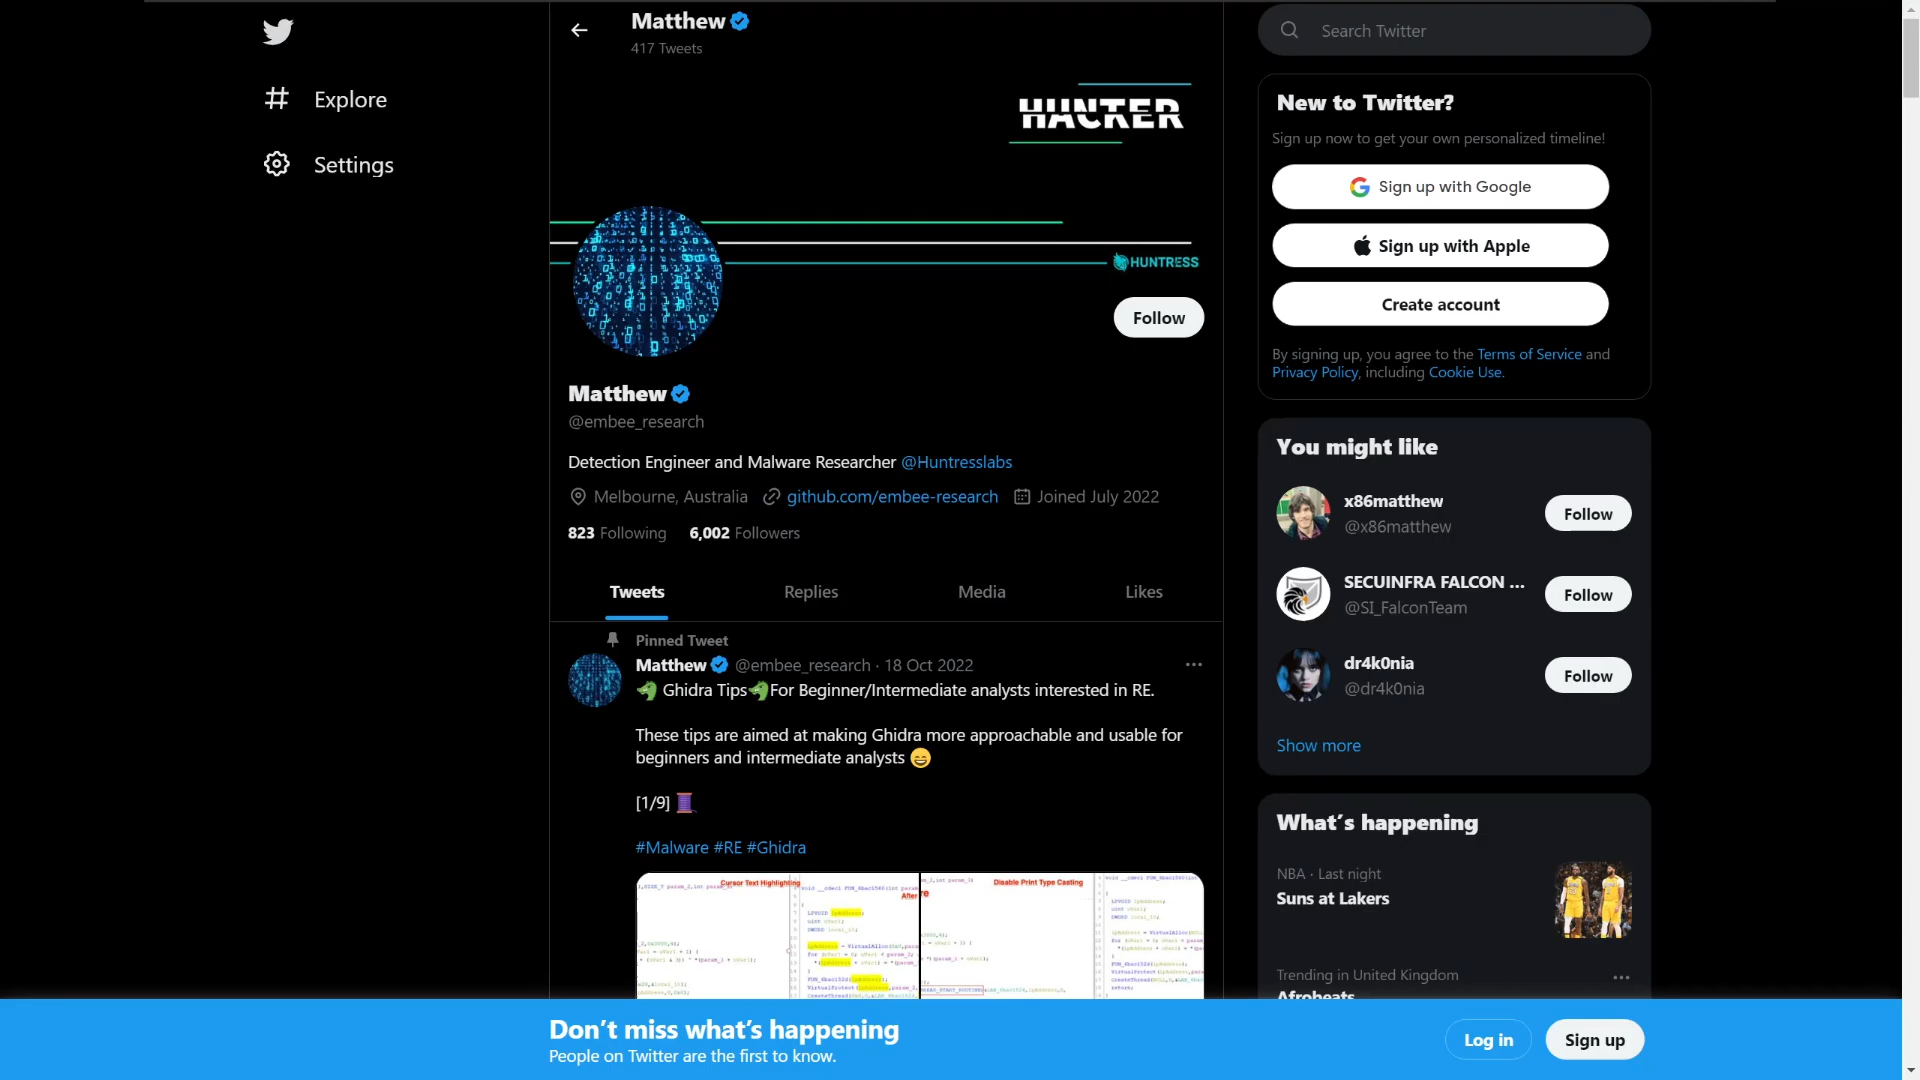 Matthew
417 Tweets
Explore
Settings
HACKER
HUNTRESS
Follow
Matthew
@embee_research
Detection Engineer and Malware Researcher @Huntresslabs
Melbourne, Australia github.com/embee-research Joined July 2022
823 Following 6,002 Followers
Tweets Replies Media Likes
Pinned Tweet
Matthew @embee_research · 18 Oct 2022
Ghidra Tips For Beginner/Intermediate analysts interested in RE.
These tips are aimed at making Ghidra more approachable and usable for
beginners and intermediate analysts 😄
[1/9] 🧵
#Malware #RE #Ghidra
Cursor Text Highlighting
After
Disable Print Type Casting
Search Twitter
New to Twitter?
Sign up now to get your own personalized timeline!
Sign up with Google
Sign up with Apple
Create account
By signing up, you agree to the Terms of Service and
Privacy Policy, including Cookie Use.
You might like
x86matthew
@x86matthew
Follow
SECUINFRA FALCON ...
@SI_FalconTeam
Follow
dr4k0nia
@dr4k0nia
Follow
Show more
What's happening
NBA · Last night
Suns at Lakers
Trending in United Kingdom
Afrobeats
Don't miss what's happening
People on Twitter are the first to know.
Log in
Sign up